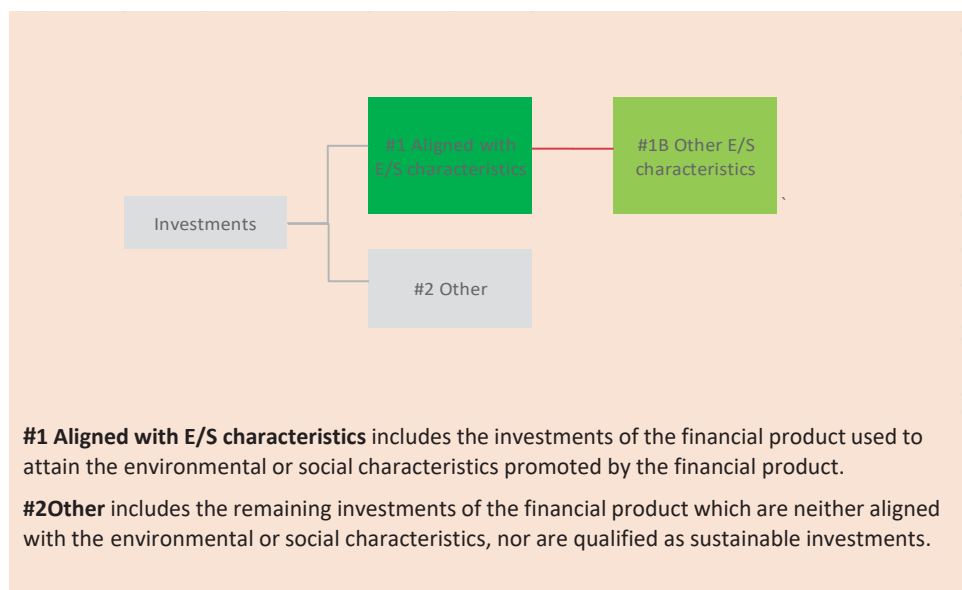 #1 Aligned with
E/S characteristics
#1B Other E/S
characteristics
`
Investments
#2 Other
#1 Aligned with E/S characteristics includes the investments of the financial product used to
attain the environmental or social characteristics promoted by the financial product.
#2Other includes the remaining investments of the financial product which are neither aligned
with the environmental or social characteristics, nor are qualified as sustainable investments.